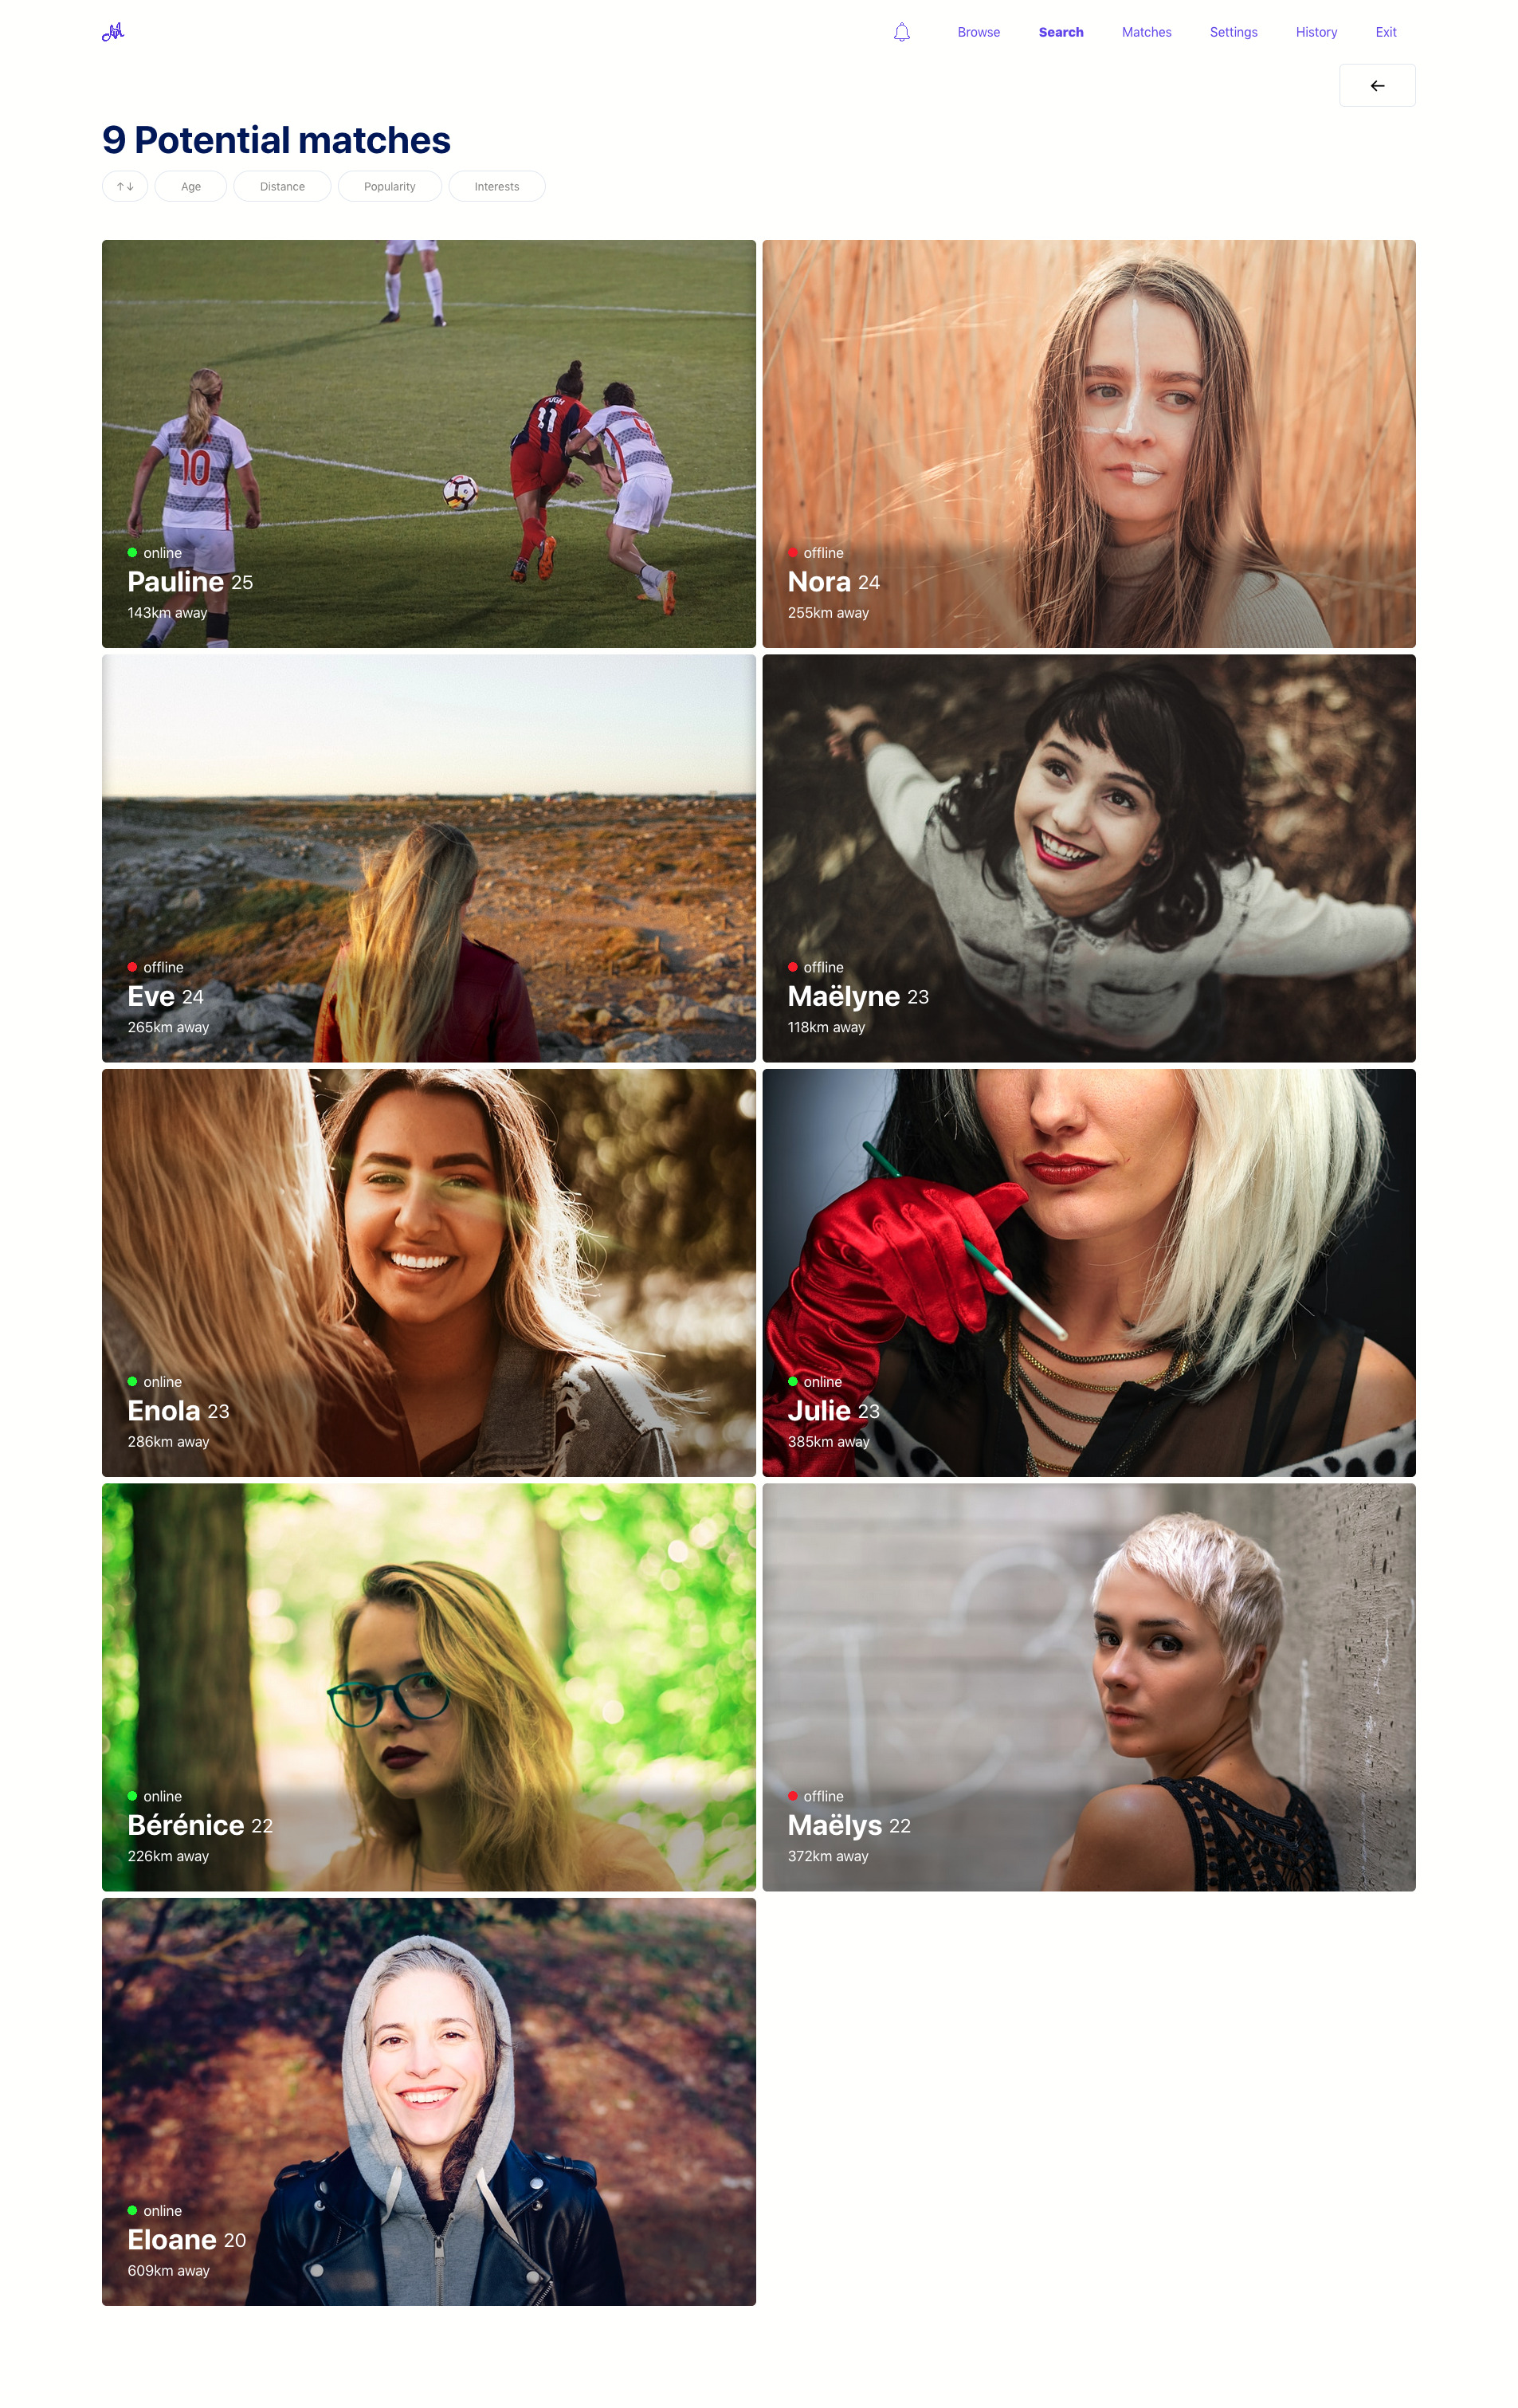 Browse Search Matches Settings History Exit
←
9 Potential matches
↑↓ Age Distance Popularity Interests
10
11
online
Pauline 25
143km away
offline
Nora 24
255km away
offline
Eve 24
265km away
offline
Maëlyne 23
118km away
online
Enola 23
286km away
online
Julie 23
385km away
online
Bérénice 22
226km away
offline
Maëlys 22
372km away
online
Eloane 20
609km away